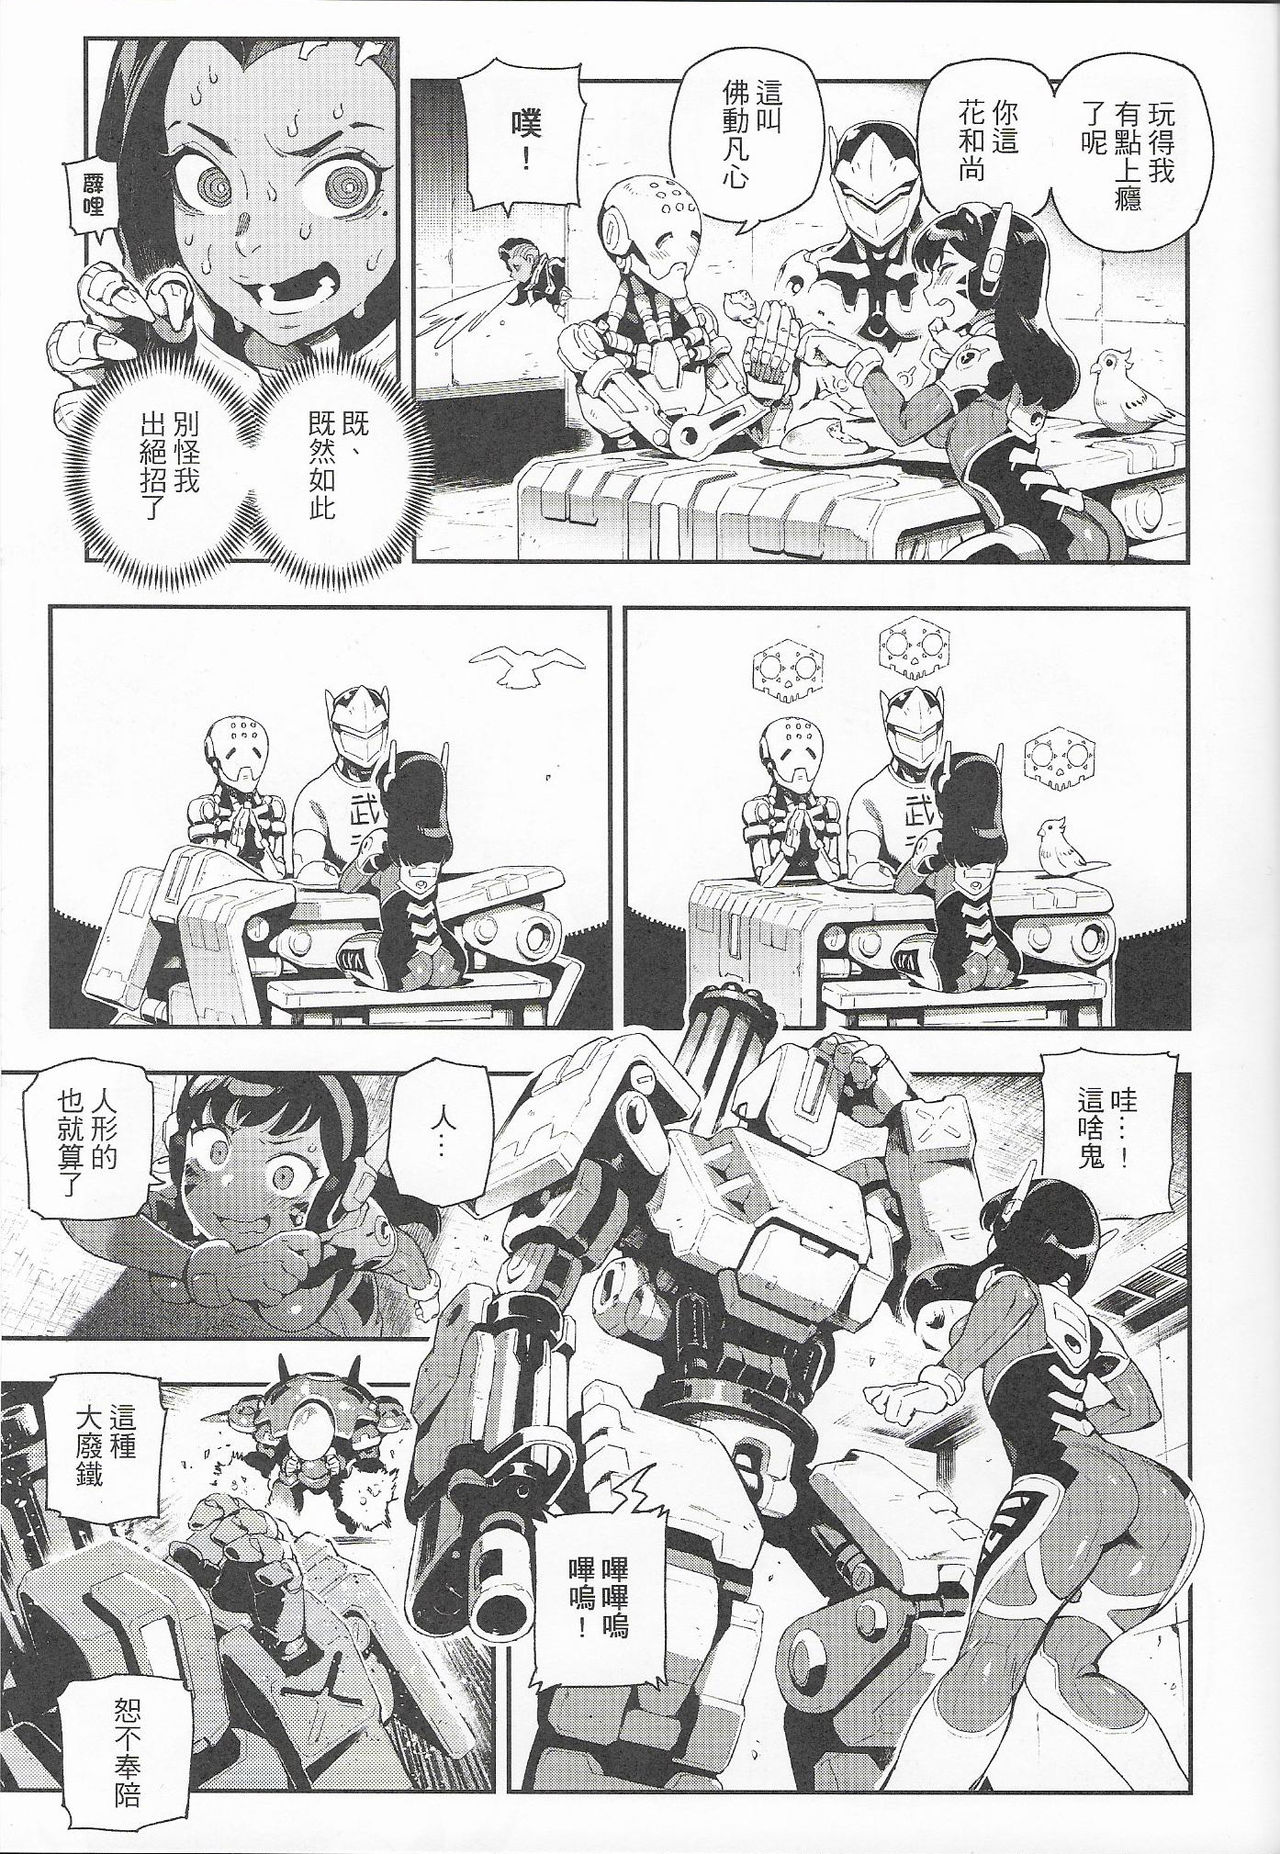 玩得我
有點上癮
了呢
你這
花和尚
這叫
佛動凡心
噗！
霹哩
既、
既然如此
別怪我
出絕招了
武
武
哇…！
這啥鬼
嗶嗶嗚
嗶嗚！
人…
人形的
也就算了
這種
大廢鐵
恕不奉陪